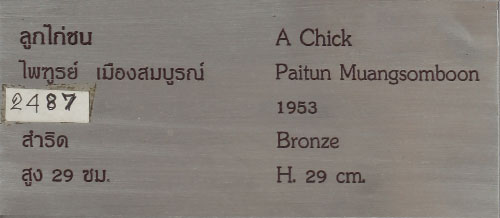 ลูกไก่ชน A Chick
ไพฑูรย์ เมืองสมบูรณ์ Paitun Muangsomboon
2487 1953
สำริด Bronze
สูง 29 ซม. H. 29 cm.